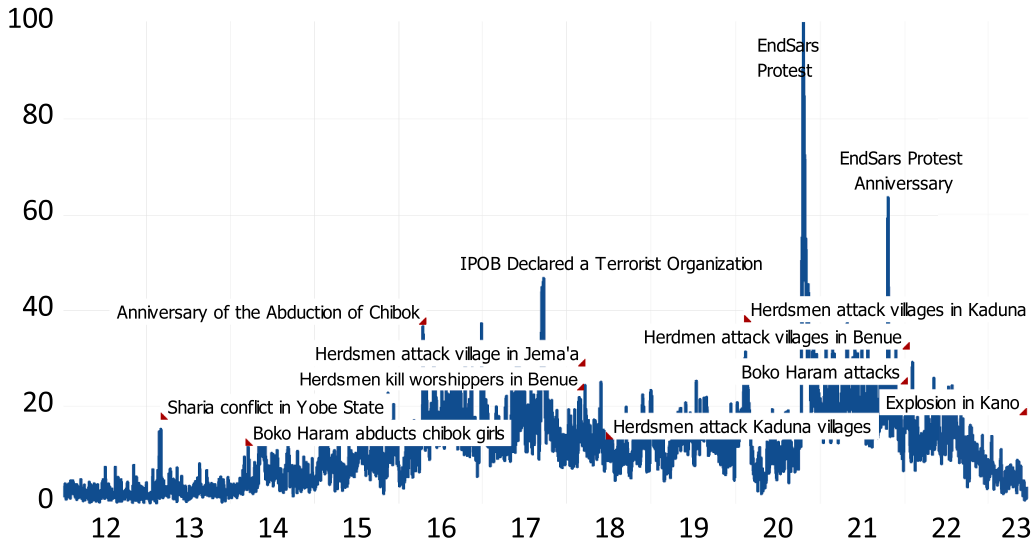 100
EndSars
Protest
80
EndSars Protest
Anniverssary
60
IPOB Declared a Terrorist Organization
40
Anniversary of the Abduction of Chibok
Herdsmen attack villages in Kaduna
Herdmen attack villages in Benue
Herdsmen attack village in Jema'a
Boko Haram attacks
Herdsmen kill worshippers in Benue
20
Sharia conflict in Yobe State
Explosion in Kano
Boko Haram abducts chibok girls
Herdsmen attack Kaduna villages
0
12 13 14 15 16 17 18 19 20 21 22 23